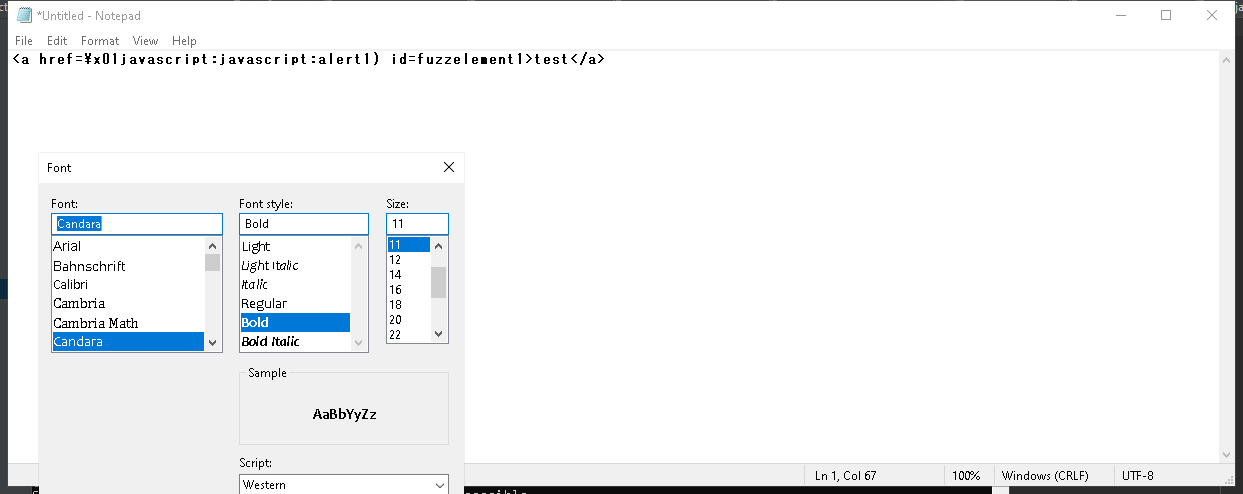 *Untitled - Notepad
File Edit Format View Help
<a href=¥x01javascript:javascript:alert1) id=fuzzelement1>test</a>
Font
Font: Font style: Size:
Candara Bold 11
Arial Light 11
Bahnschrift Light Italic 12
Calibri Italic 14
Cambria Regular 16
Cambria Math Bold 18
Candara Bold Italic 20
22
Sample
AaBbYyZz
Script:
Western
Ln 1, Col 67 100% Windows (CRLF) UTF-8